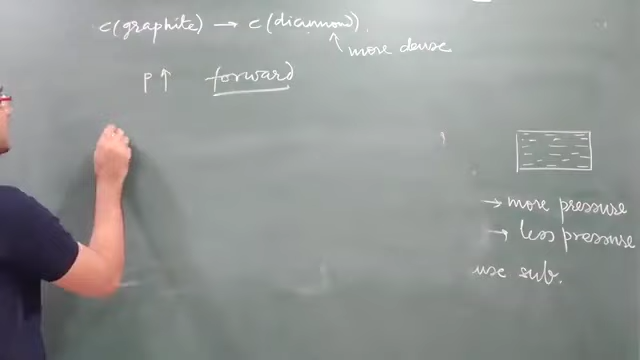 c(graphite) → c(diamond).
more dense
P↑ forward
→ more pressure
→ less pressure
use sub.